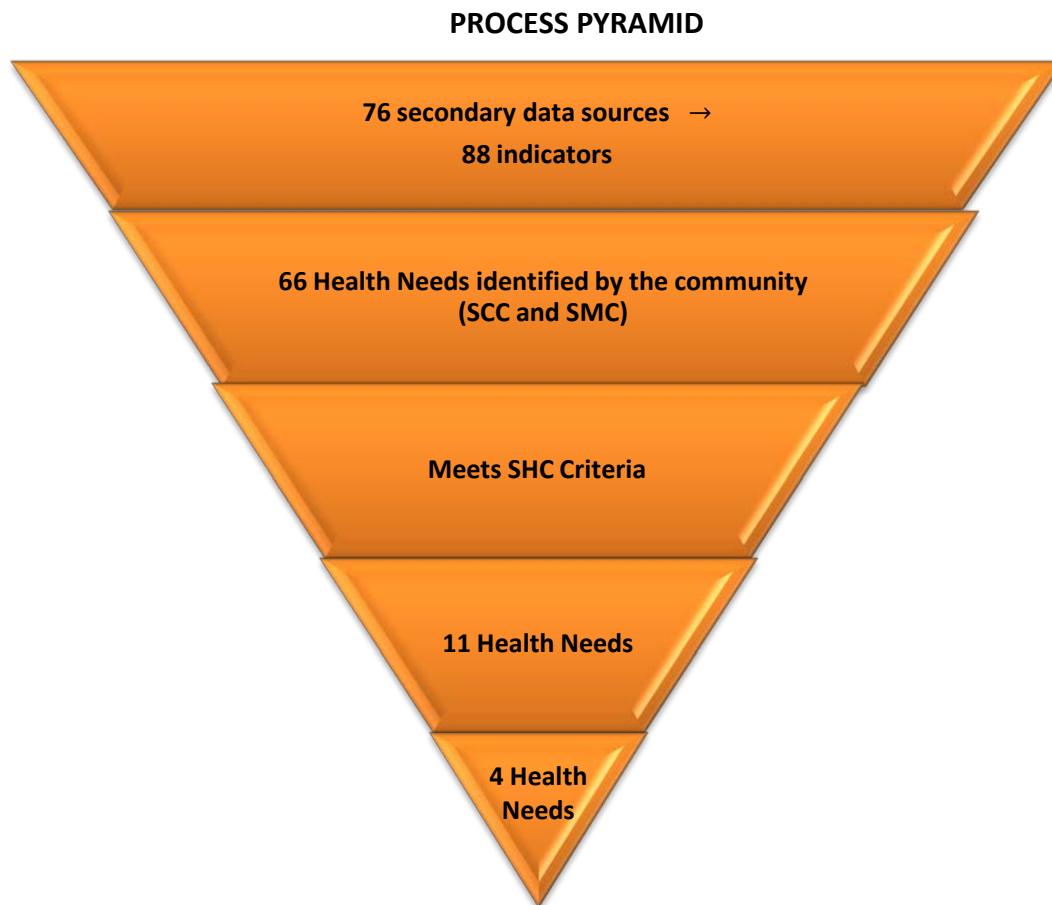 PROCESS PYRAMID
76 secondary data sources →
88 indicators
66 Health Needs identified by the community
(SCC and SMC)
Meets SHC Criteria
11 Health Needs
4 Health
Needs